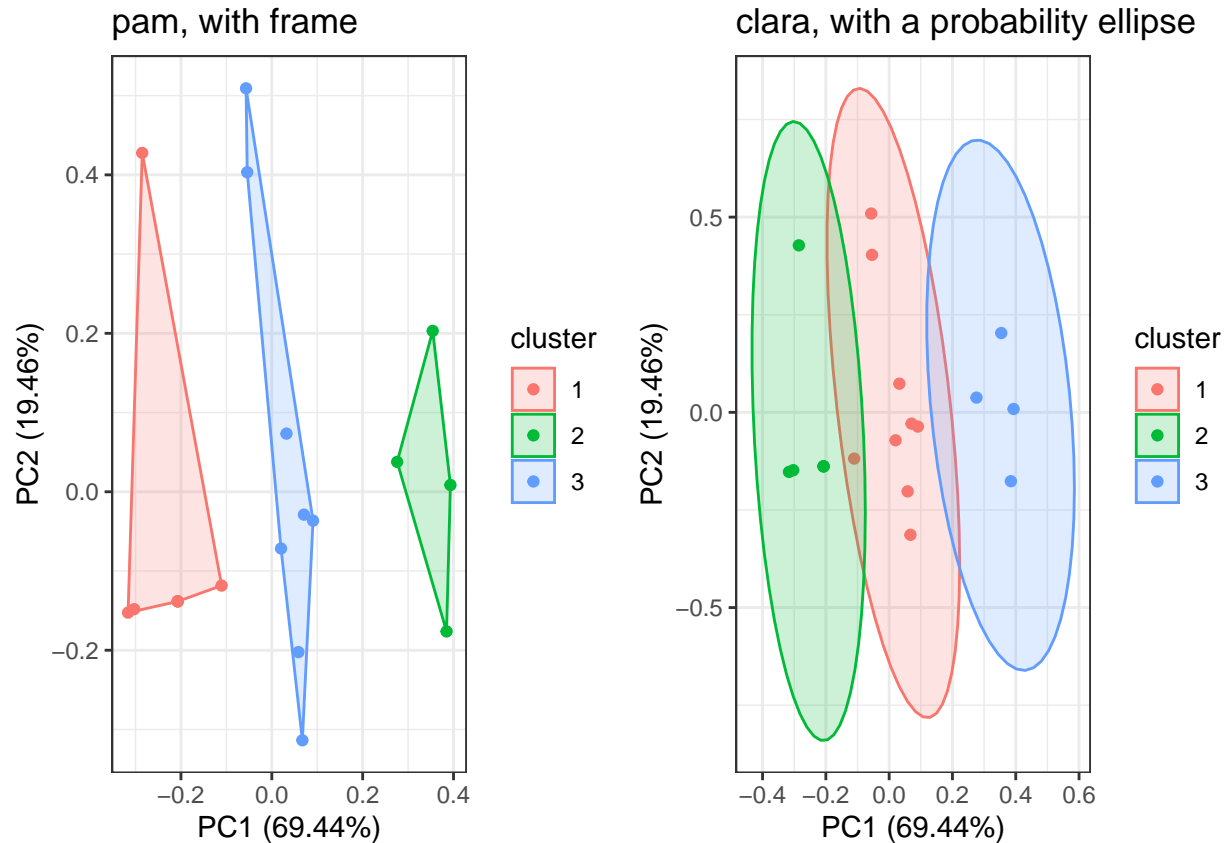 pam, with frame
PC2 (19.46%)
0.4
0.2
0.0
−0.2
−0.2
0.0
0.2
0.4
PC1 (69.44%)
cluster
1
2
3
clara, with a probability ellipse
PC2 (19.46%)
0.5
0.0
−0.5
−0.4
−0.2
0.0
0.2
0.4
0.6
PC1 (69.44%)
cluster
1
2
3